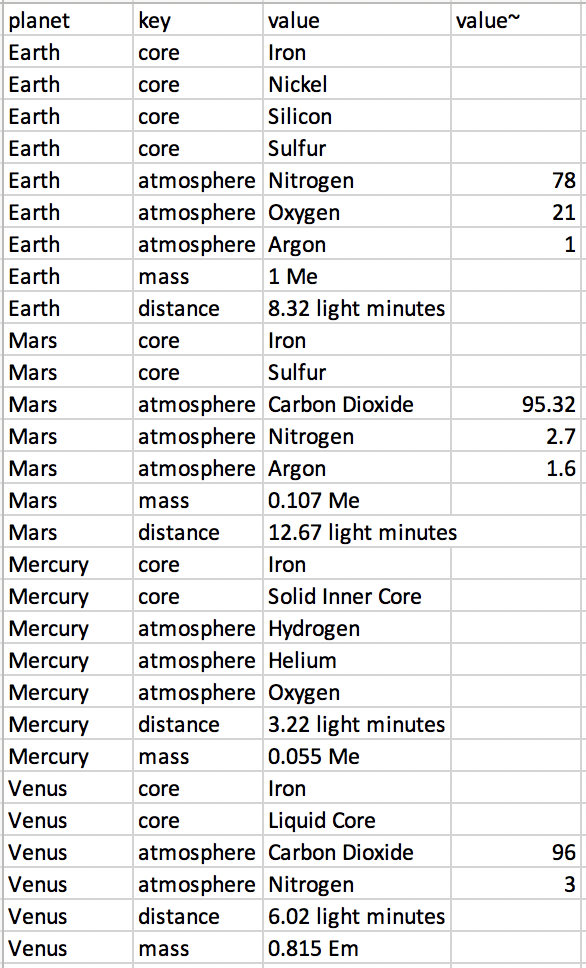 planet key value value~
Earth core Iron
Earth core Nickel
Earth core Silicon
Earth core Sulfur
Earth atmosphere Nitrogen 78
Earth atmosphere Oxygen 21
Earth atmosphere Argon 1
Earth mass 1 Me
Earth distance 8.32 light minutes
Mars core Iron
Mars core Sulfur
Mars atmosphere Carbon Dioxide 95.32
Mars atmosphere Nitrogen 2.7
Mars atmosphere Argon 1.6
Mars mass 0.107 Me
Mars distance 12.67 light minutes
Mercury core Iron
Mercury core Solid Inner Core
Mercury atmosphere Hydrogen
Mercury atmosphere Helium
Mercury atmosphere Oxygen
Mercury distance 3.22 light minutes
Mercury mass 0.055 Me
Venus core Iron
Venus core Liquid Core
Venus atmosphere Carbon Dioxide 96
Venus atmosphere Nitrogen 3
Venus distance 6.02 light minutes
Venus mass 0.815 Em